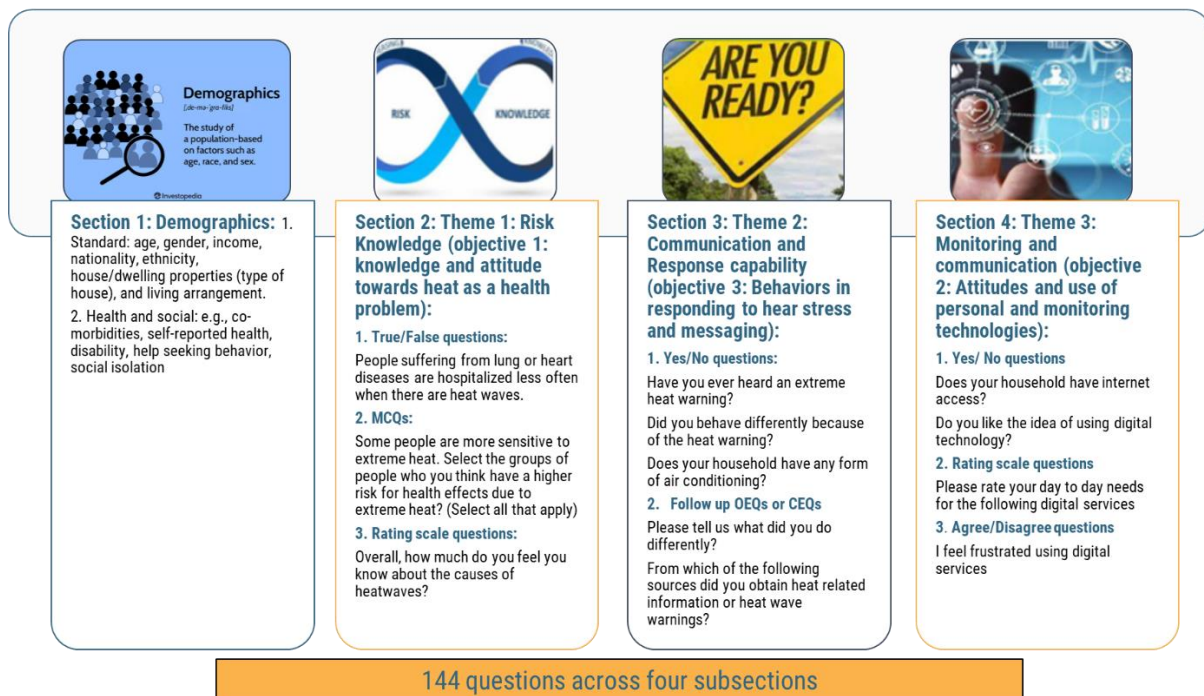 Demographics
[,de-mə-ˈgra-fiks]
The study of
a population-based
on factors such as
age, race, and sex.
Investopedia
RISK
KNOWLEDGE
ARE YOU
READY?
Section 1: Demographics: 1.
Standard: age, gender, income,
nationality, ethnicity,
house/dwelling properties (type of
house), and living arrangement.
2. Health and social: e.g., co-
morbidities, self-reported health,
disability, help seeking behavior,
social isolation
Section 2: Theme 1: Risk
Knowledge (objective 1:
knowledge and attitude
towards heat as a health
problem):
1. True/False questions:
People suffering from lung or heart
diseases are hospitalized less often
when there are heat waves.
2. MCQs:
Some people are more sensitive to
extreme heat. Select the groups of
people who you think have a higher
risk for health effects due to
extreme heat? (Select all that apply)
3. Rating scale questions:
Overall, how much do you feel you
know about the causes of
heatwaves?
Section 3: Theme 2:
Communication and
Response capability
(objective 3: Behaviors in
responding to hear stress
and messaging):
1. Yes/No questions:
Have you ever heard an extreme
heat warning?
Did you behave differently because
of the heat warning?
Does your household have any form
of air conditioning?
2. Follow up OEQs or CEQs
Please tell us what did you do
differently?
From which of the following
sources did you obtain heat related
information or heat wave
warnings?
Section 4: Theme 3:
Monitoring and
communication (objective
2: Attitudes and use of
personal and monitoring
technologies):
1. Yes/ No questions
Does your household have internet
access?
Do you like the idea of using digital
technology?
2. Rating scale questions
Please rate your day to day needs
for the following digital services
3. Agree/Disagree questions
I feel frustrated using digital
services
144 questions across four subsections